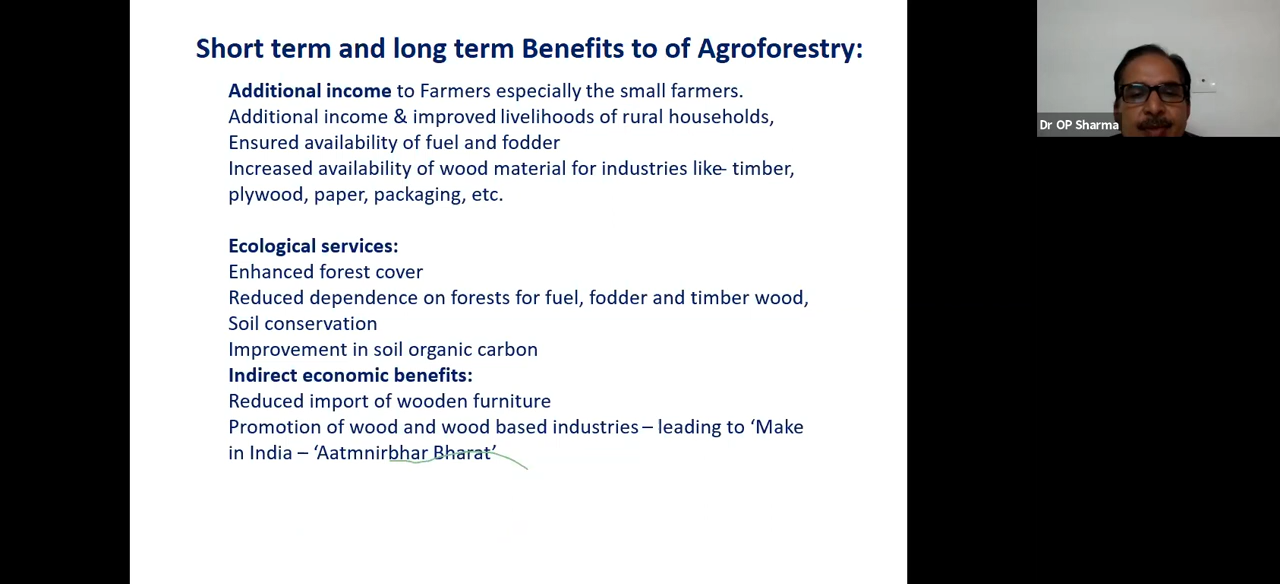 Short term and long term Benefits to of Agroforestry:
Additional income to Farmers especially the small farmers.
Additional income & improved livelihoods of rural households,
Ensured availability of fuel and fodder
Increased availability of wood material for industries like- timber,
plywood, paper, packaging, etc.
Ecological services:
Enhanced forest cover
Reduced dependence on forests for fuel, fodder and timber wood,
Soil conservation
Improvement in soil organic carbon
Indirect economic benefits:
Reduced import of wooden furniture
Promotion of wood and wood based industries – leading to ‘Make
in India – ‘Aatmnirbhar Bharat’
Dr OP Sharma